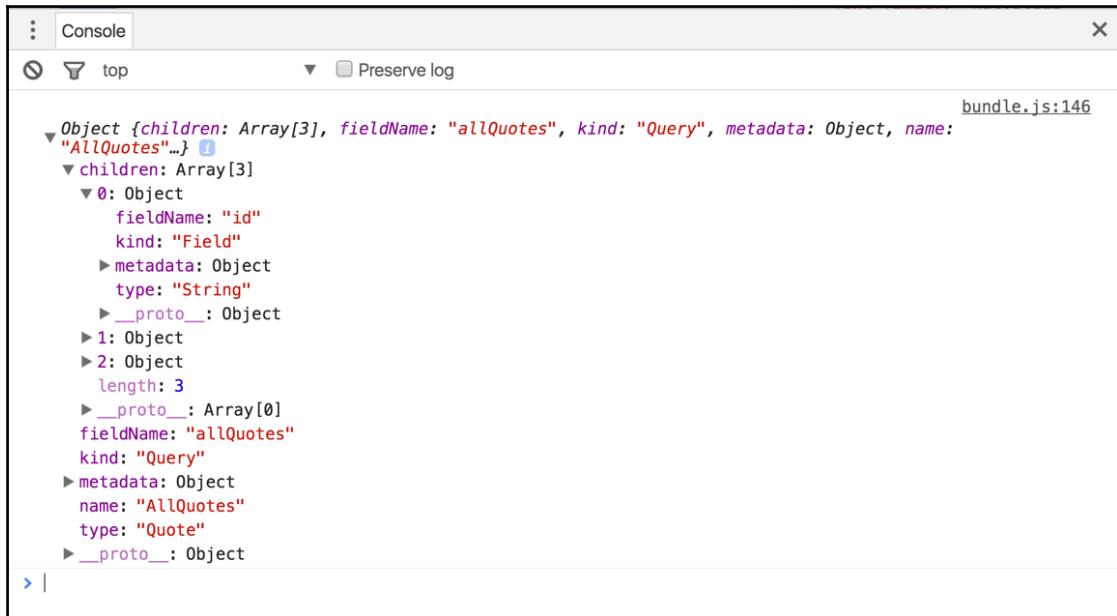 Console
top Preserve log
bundle.js:146
Object {children: Array[3], fieldName: "allQuotes", kind: "Query", metadata: Object, name:
"AllQuotes"…} i
children: Array[3]
0: Object
fieldName: "id"
kind: "Field"
metadata: Object
type: "String"
__proto__: Object
1: Object
2: Object
length: 3
__proto__: Array[0]
fieldName: "allQuotes"
kind: "Query"
metadata: Object
name: "AllQuotes"
type: "Quote"
__proto__: Object